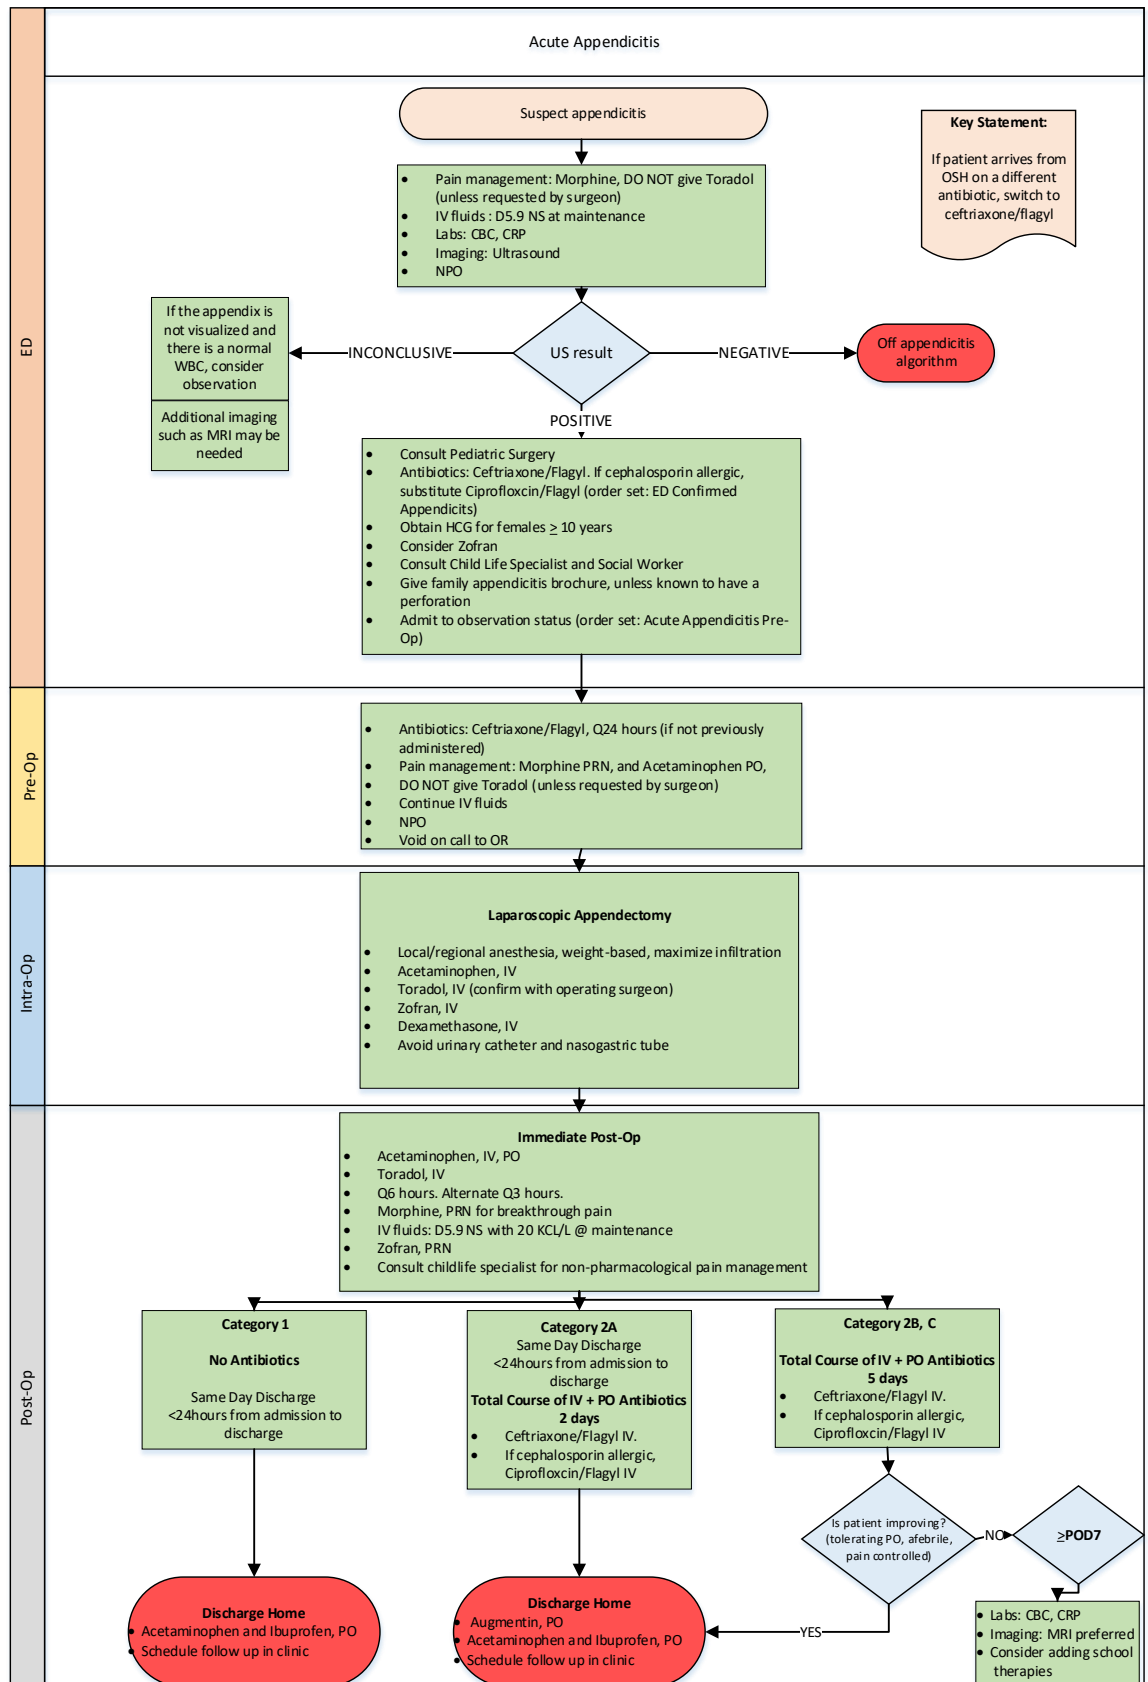 Acute Appendicitis
ED
Suspect appendicitis
Key Statement:
If patient arrives from
OSH on a different
antibiotic, switch to
ceftriaxone/flagyl
• Pain management: Morphine, DO NOT give Toradol
(unless requested by surgeon)
• IV fluids : D5.9 NS at maintenance
• Labs: CBC, CRP
• Imaging: Ultrasound
• NPO
If the appendix is
not visualized and
there is a normal
WBC, consider
observation
Additional imaging
such as MRI may be
needed
INCONCLUSIVE
US result
NEGATIVE
Off appendicitis
algorithm
POSITIVE
• Consult Pediatric Surgery
• Antibiotics: Ceftriaxone/Flagyl. If cephalosporin allergic,
substitute Ciprofloxcin/Flagyl (order set: ED Confirmed
Appendicits)
• Obtain HCG for females ≥ 10 years
• Consider Zofran
• Consult Child Life Specialist and Social Worker
• Give family appendicitis brochure, unless known to have a
perforation
• Admit to observation status (order set: Acute Appendicitis Pre-
Op)
Pre-Op
• Antibiotics: Ceftriaxone/Flagyl, Q24 hours (if not previously
administered)
• Pain management: Morphine PRN, and Acetaminophen PO,
• DO NOT give Toradol (unless requested by surgeon)
• Continue IV fluids
• NPO
• Void on call to OR
Intra-Op
Laparoscopic Appendectomy
• Local/regional anesthesia, weight-based, maximize infiltration
• Acetaminophen, IV
• Toradol, IV (confirm with operating surgeon)
• Zofran, IV
• Dexamethasone, IV
• Avoid urinary catheter and nasogastric tube
Post-Op
Immediate Post-Op
• Acetaminophen, IV, PO
• Toradol, IV
• Q6 hours. Alternate Q3 hours.
• Morphine, PRN for breakthrough pain
• IV fluids: D5.9 NS with 20 KCL/L @ maintenance
• Zofran, PRN
• Consult childlife specialist for non-pharmacological pain management
Category 1
No Antibiotics
Same Day Discharge
<24hours from admission to
discharge
Category 2A
Same Day Discharge
<24hours from admission to
discharge
Total Course of IV + PO Antibiotics
2 days
• Ceftriaxone/Flagyl IV.
• If cephalosporin allergic,
Ciprofloxcin/Flagyl IV
Category 2B, C
Total Course of IV + PO Antibiotics
5 days
• Ceftriaxone/Flagyl IV.
• If cephalosporin allergic,
Ciprofloxcin/Flagyl IV
Is patient improving?
(tolerating PO, afebrile,
pain controlled)
NO
≥POD7
YES
Discharge Home
• Acetaminophen and Ibuprofen, PO
• Schedule follow up in clinic
Discharge Home
• Augmentin, PO
• Acetaminophen and Ibuprofen, PO
• Schedule follow up in clinic
• Labs: CBC, CRP
• Imaging: MRI preferred
• Consider adding school
therapies